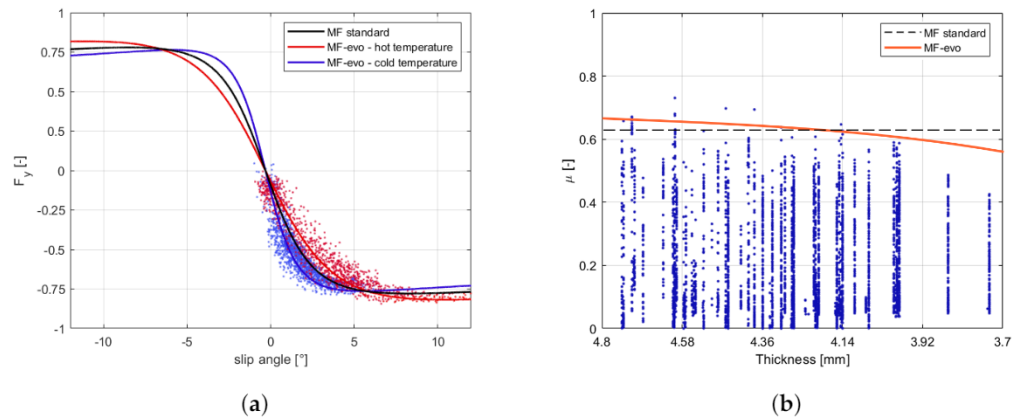 MF standard
MF-evo - hot temperature
MF-evo - cold temperature
1
0.75
0.5
0
-0.25
-0.5
-0.75
-1
F_y [-]
-10
-5
0
5
10
slip angle [°]
(a)
MF standard
MF-evo
1
0.8
0.6
0.4
0.2
0
μ [-]
4.8
4.58
4.36
4.14
3.92
3.7
Thickness [mm]
(b)